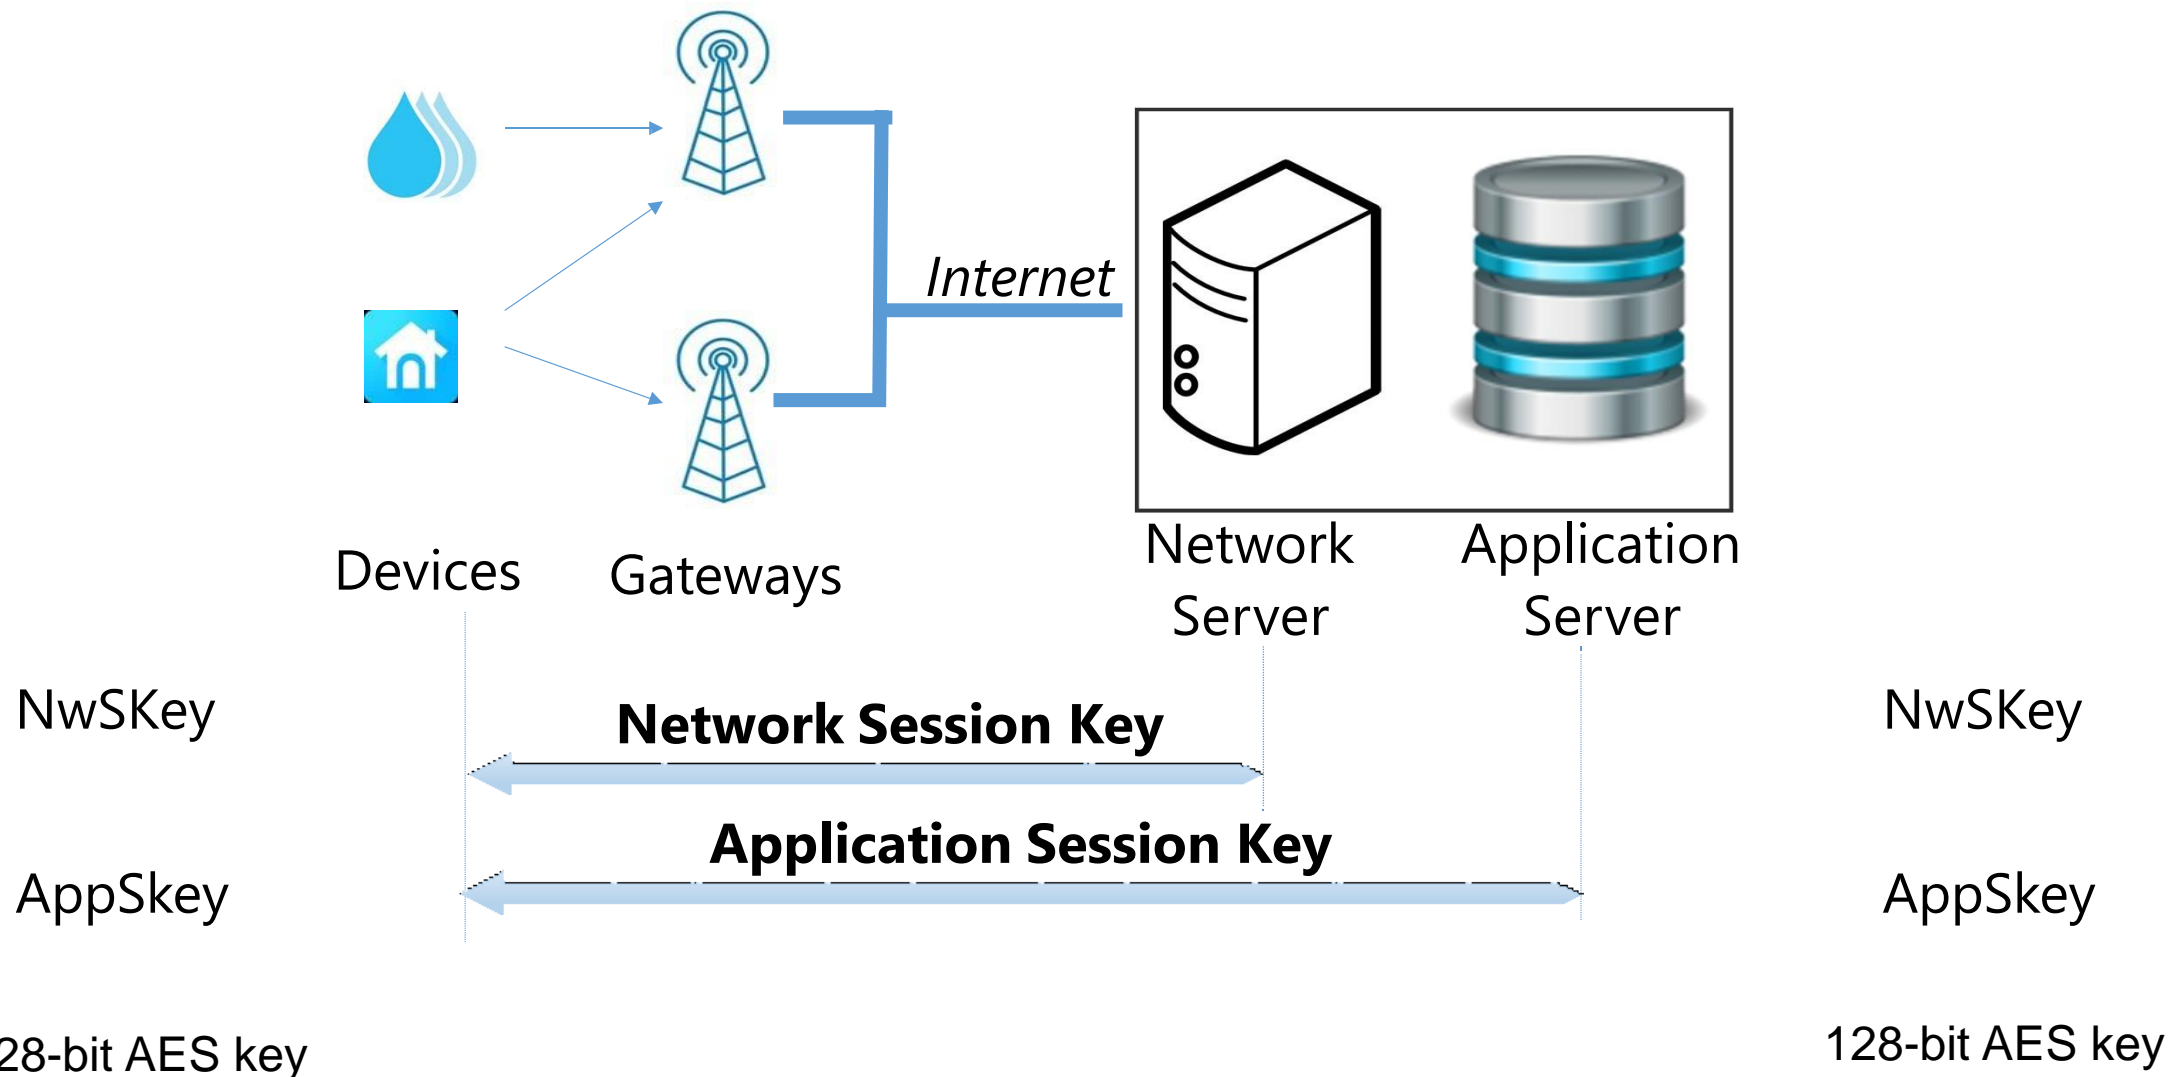 Internet
Devices
Gateways
Network
Server
Application
Server
NwSKey
Network Session Key
NwSKey
Application Session Key
AppSkey
AppSkey
28-bit AES key
128-bit AES key